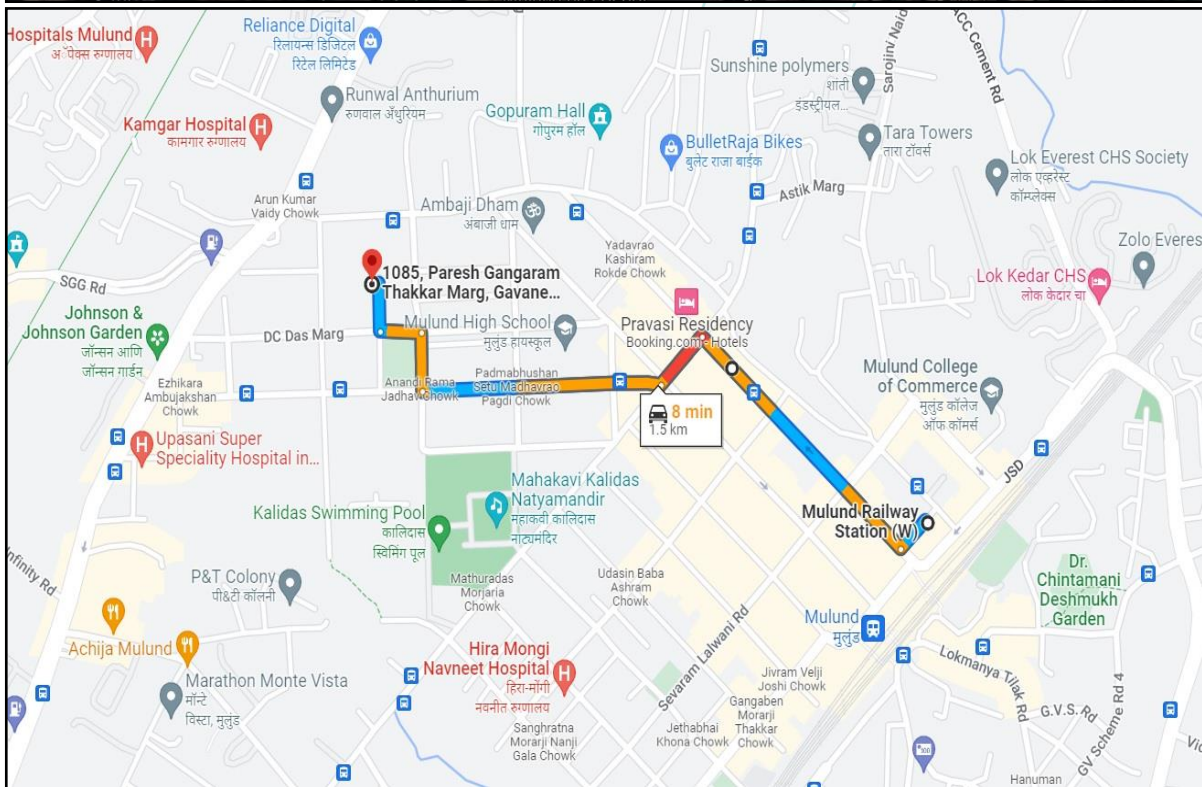 Hospitals Mulund
अॅपेक्स रुग्णालय
Reliance Digital
रिलायन्स डिजिटल
रिटेल लिमिटेड
Runwal Anthurium
रुणवाल अँथुरियम
Kamgar Hospital
कामगार रुग्णालय
Gopuram Hall
गोपुरम हॉल
Sunshine polymers
शांती
इंडस्ट्रीयल...
Sarojini Naid
ACC Cement Rd
BulletRaja Bikes
बुलेट राजा बाईक
Tara Towers
तारा टॉवर्स
Lok Everest CHS Society
लोक एव्हरेस्ट
कॉम्प्लेक्स
Arun Kumar
Vaidy Chowk
Ambaji Dham
अंबाजी धाम
Astik Marg
Yadavrao
Kashiram
Rokde Chowk
Zolo Everes
SGG Rd
1085, Paresh Gangaram
Thakkar Marg, Gavane...
Lok Kedar CHS
लोक केदार चा
Johnson &
Johnson Garden
जॉन्सन आणि
जॉन्सन गार्डन
DC Das Marg
Mulund High School
मुलुंड हायस्कूल
Pravasi Residency
Booking.com Hotels
Mulund College
of Commerce
मुलुंड कॉलेज
ऑफ कॉमर्स
Ezhikara
Ambujakshan
Chowk
Anandi Rama
Jadhav Chowk
Padmabhushan
Setu Madhavrao
Pagdi Chowk
8 min
1.5 km
Upasani Super
Speciality Hospital in...
JSD
Mahakavi Kalidas
Natyamandir
महाकवी कालिदास
नाट्यमंदिर
Kalidas Swimming Pool
कालिदास
स्विमिंग पूल
Mulund Railway
Station (W)
Infinity Rd
P&T Colony
पी&टी कॉलनी
Mathuradas
Morjaria
Chowk
Udasin Baba
Ashram
Chowk
Dr.
Chintamani
Deshmukh
Garden
Achija Mulund
Mulund
मुलुंड
Hira Mongi
Navneet Hospital
हिरा-मोंगी
नवनीत रुग्णालय
Sevaram Lalwani Rd
Lokmanya Tilak Rd
Marathon Monte Vista
मॉन्टे
विस्टा, मुलुंड
Jivram Velji
Joshi Chowk
Gangaben
Morarji
Thakkar
Chowk
G.V.S. Rd
GV Scheme Rd 4
Sanghratna
Morarji Nanji
Gala Chowk
Jethabhai
Khona Chowk
Hanuman